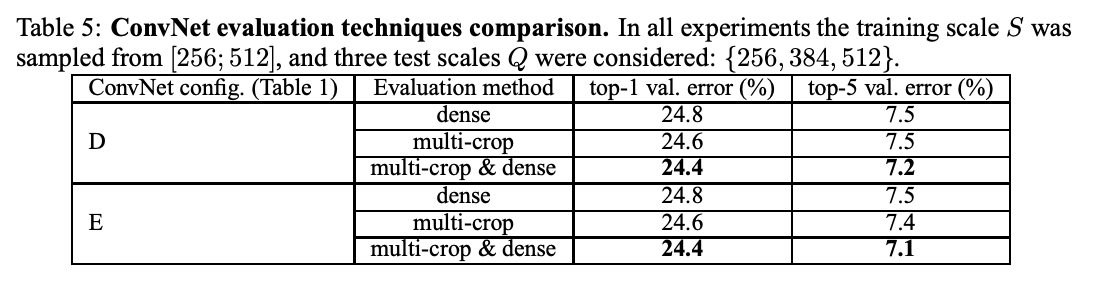 Table 5: ConvNet evaluation techniques comparison. In all experiments the training scale S was
sampled from [256; 512], and three test scales Q were considered: {256, 384, 512}.
ConvNet config. (Table 1) Evaluation method top-1 val. error (%) top-5 val. error (%)
D
dense 24.8 7.5
multi-crop 24.6 7.5
multi-crop & dense 24.4 7.2
E
dense 24.8 7.5
multi-crop 24.6 7.4
multi-crop & dense 24.4 7.1